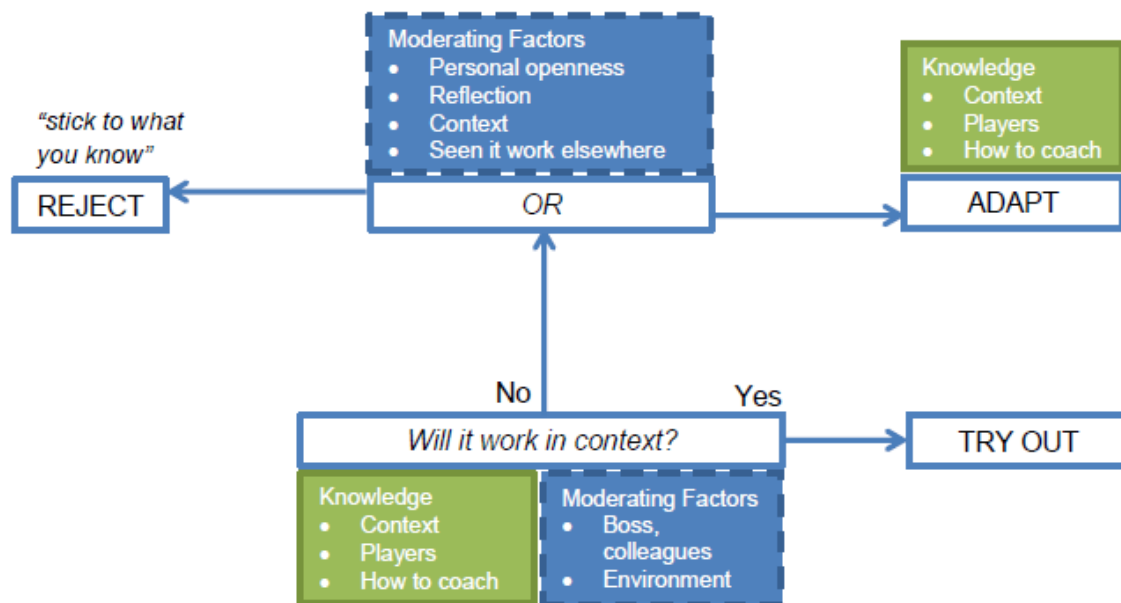 Moderating Factors
• Personal openness
• Reflection
• Context
• Seen it work elsewhere
Knowledge
• Context
• Players
• How to coach
“stick to what
you know”
REJECT
OR
ADAPT
No
Yes
Will it work in context?
TRY OUT
Knowledge
• Context
• Players
• How to coach
Moderating Factors
• Boss,
colleagues
• Environment